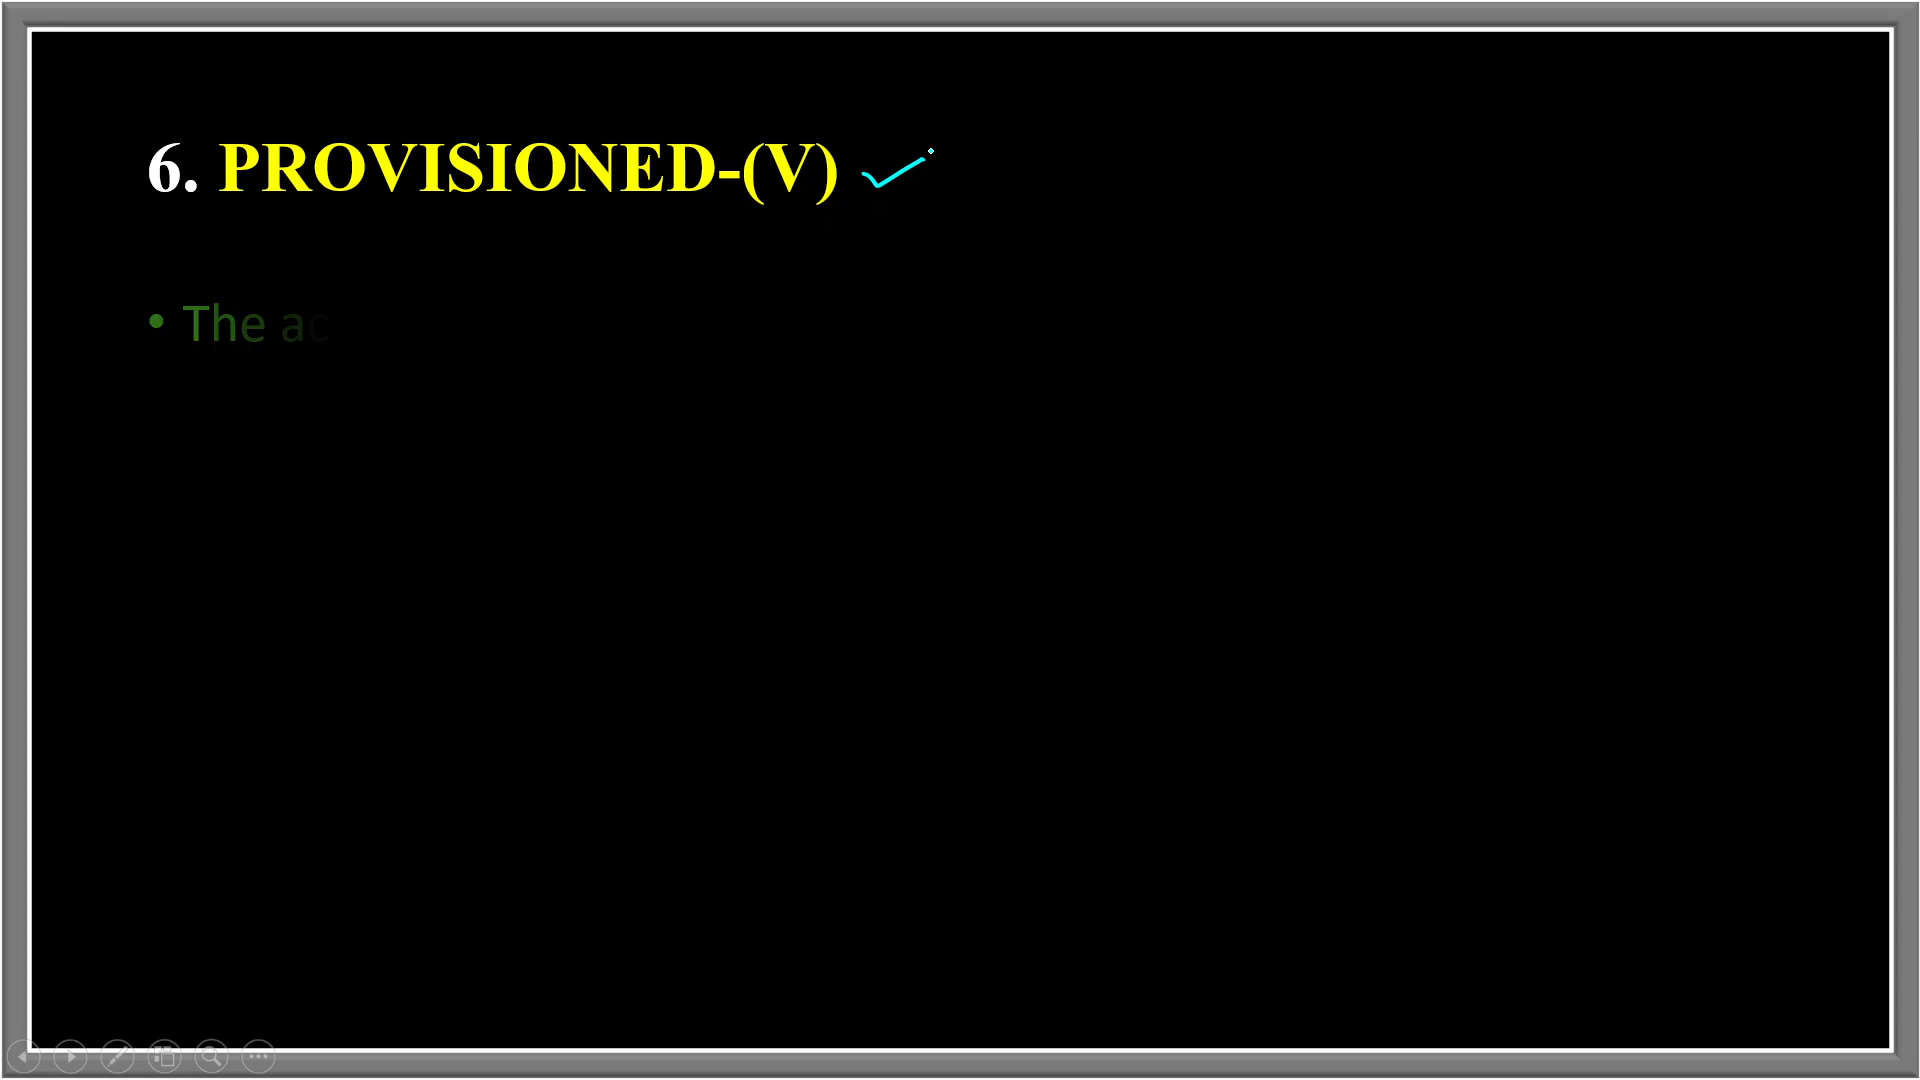 6. PROVISIONED-(V)
• The ac